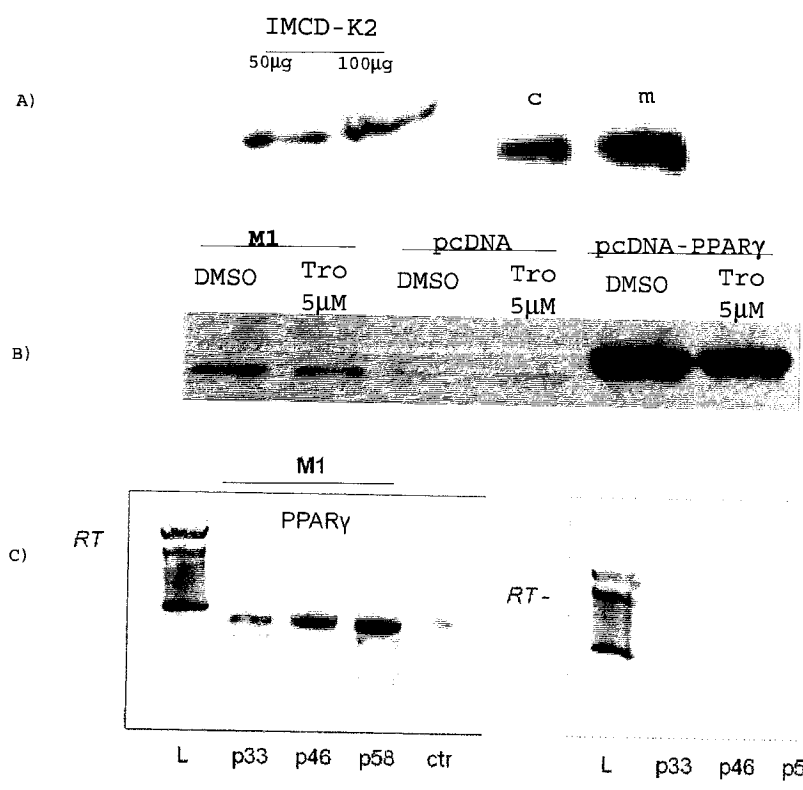 IMCD-K2
50µg 100µg
A)
c m
M1 pcDNA pcDNA-PPARγ
DMSO Tro 5µM DMSO Tro 5µM DMSO Tro 5µM
B)
M1
PPARγ
RT
C)
RT-
L p33 p46 p58 ctr
L p33 p46 p5